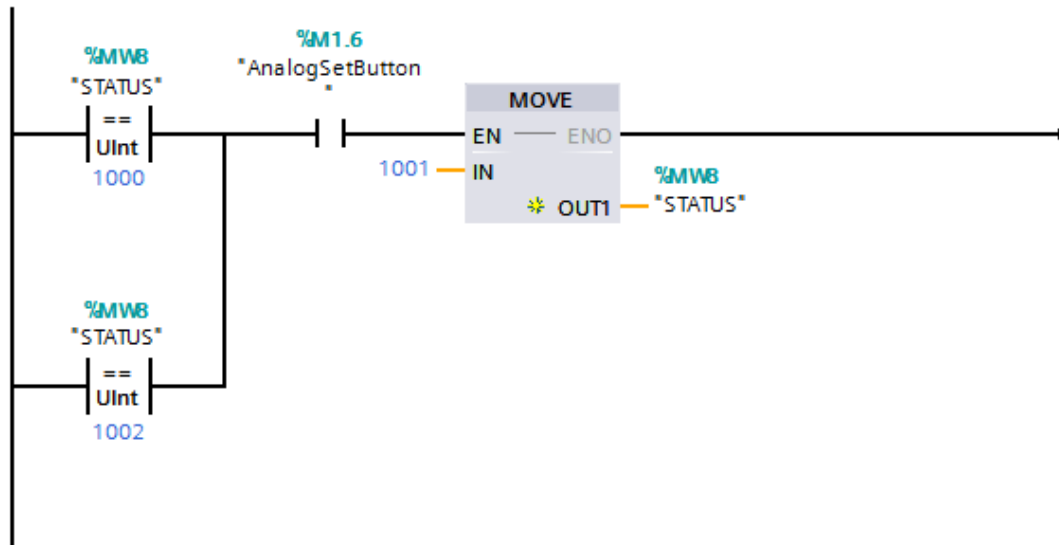 %MW8
"STATUS"
==
UInt
1000
%M1.6
"AnalogSetButton
"
MOVE
EN
ENO
1001
IN
OUT1
%MW8
"STATUS"
%MW8
"STATUS"
==
UInt
1002